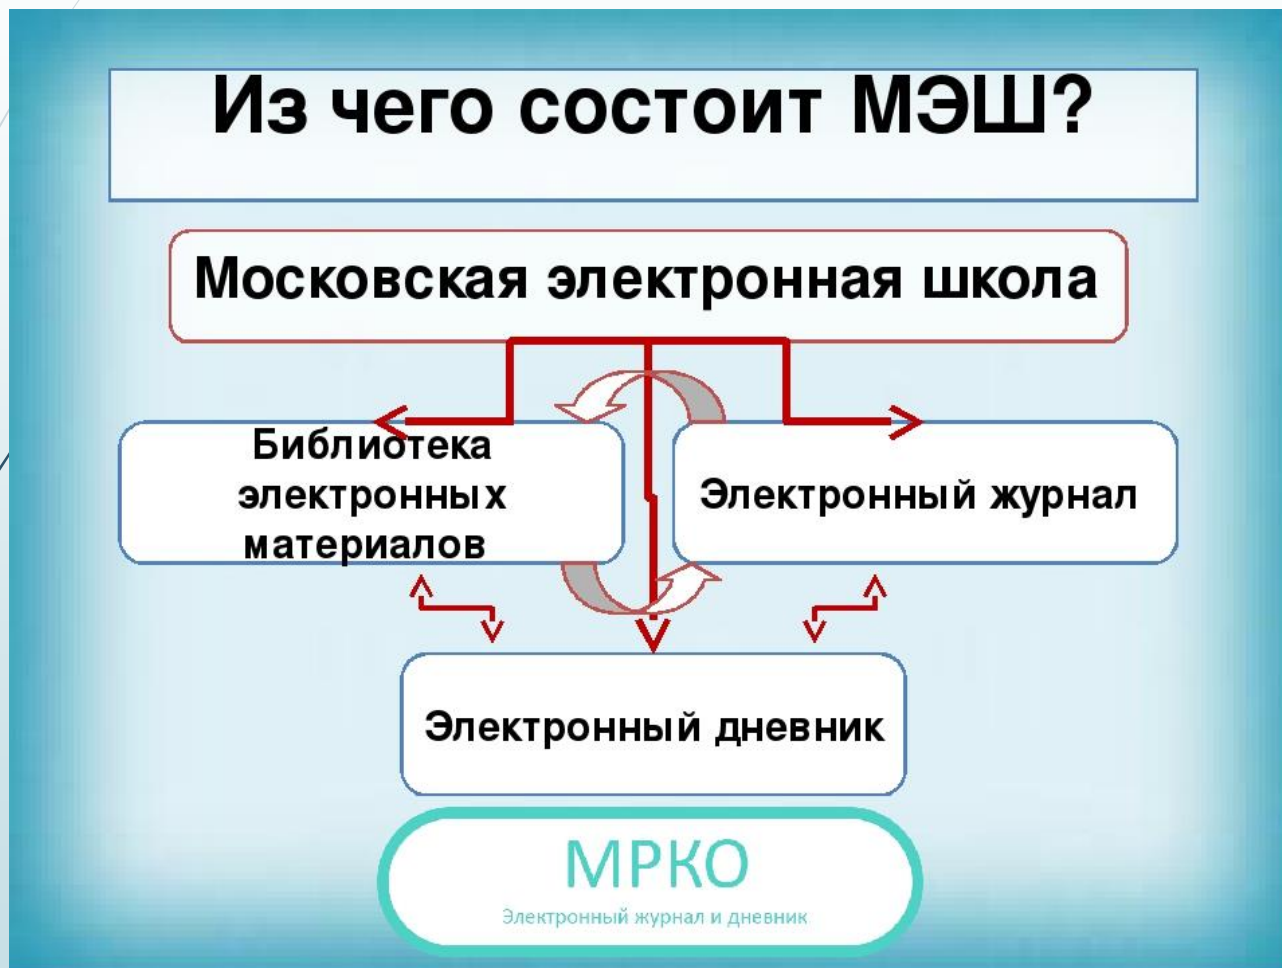 Из чего состоит МЭШ?
Московская электронная школа
Библиотека
электронных
материалов
Электронный журнал
Электронный дневник
МРКО
Электронный журнал и дневник